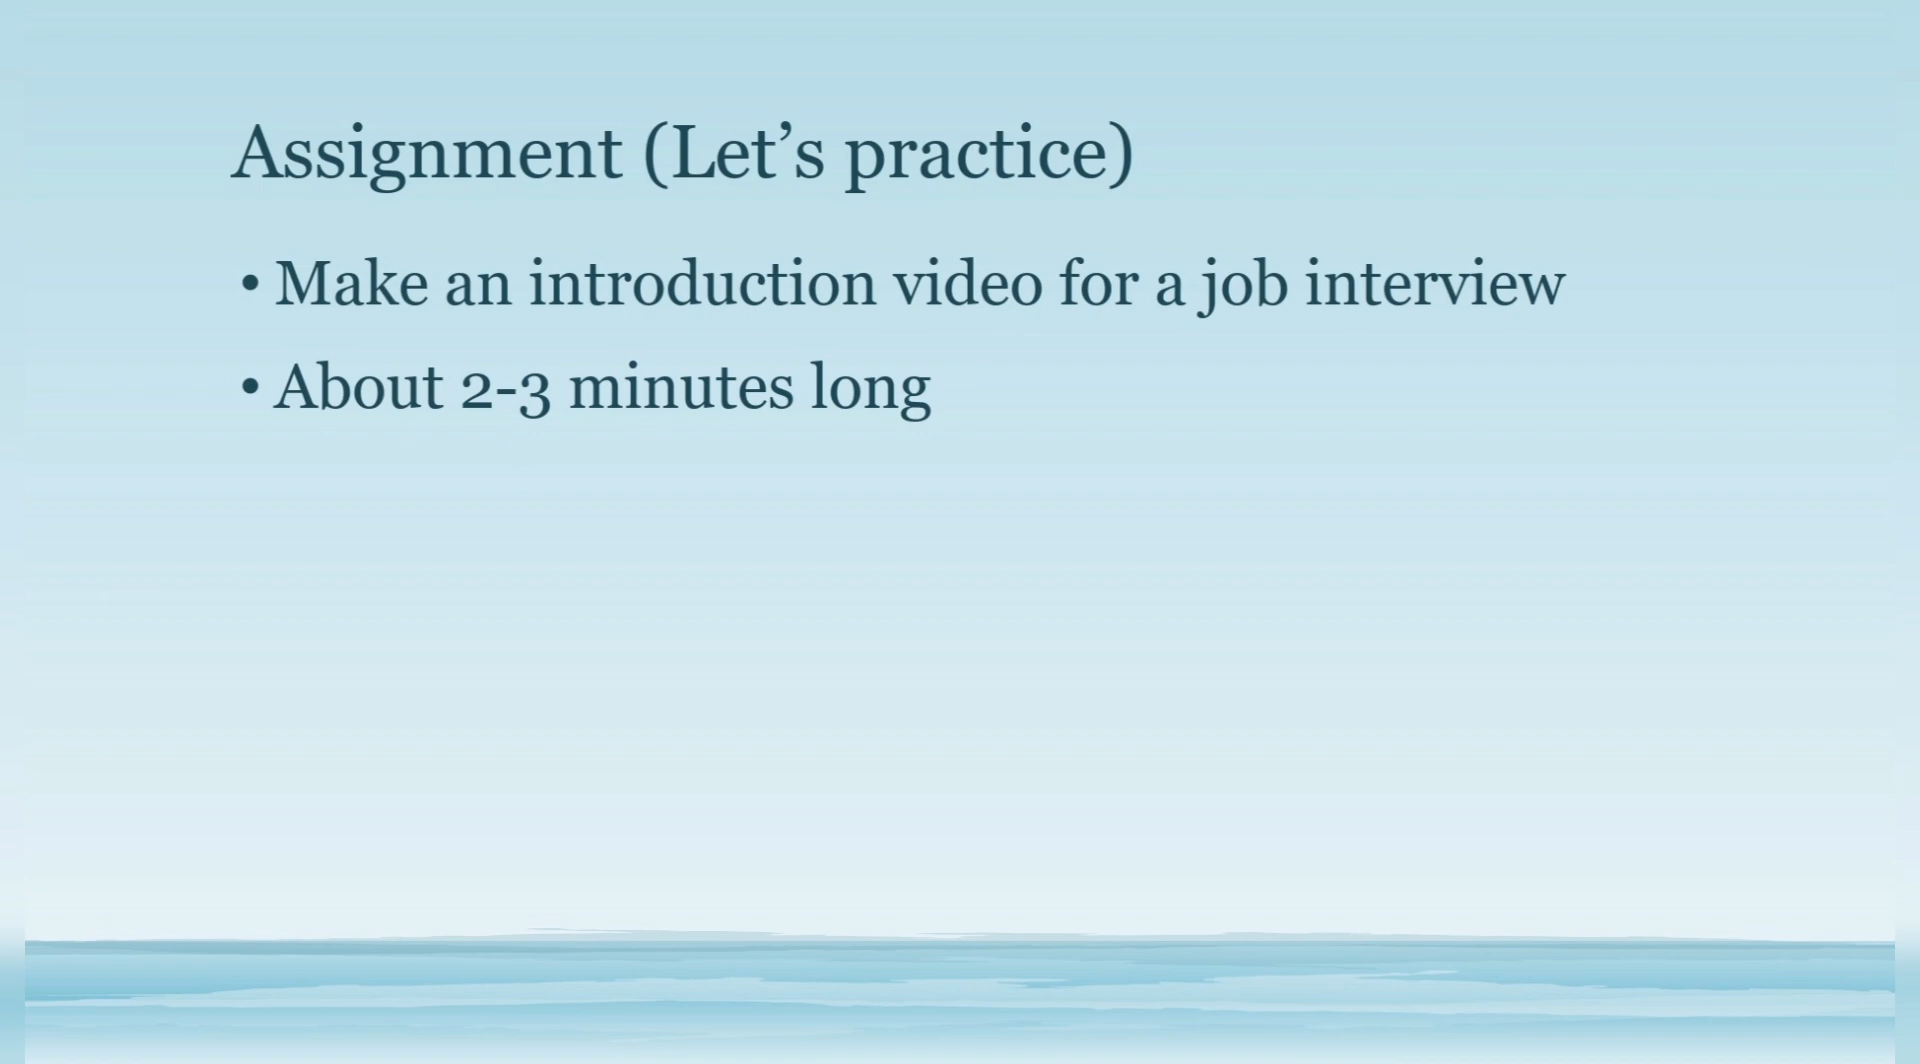 Assignment (Let’s practice)
• Make an introduction video for a job interview
• About 2-3 minutes long